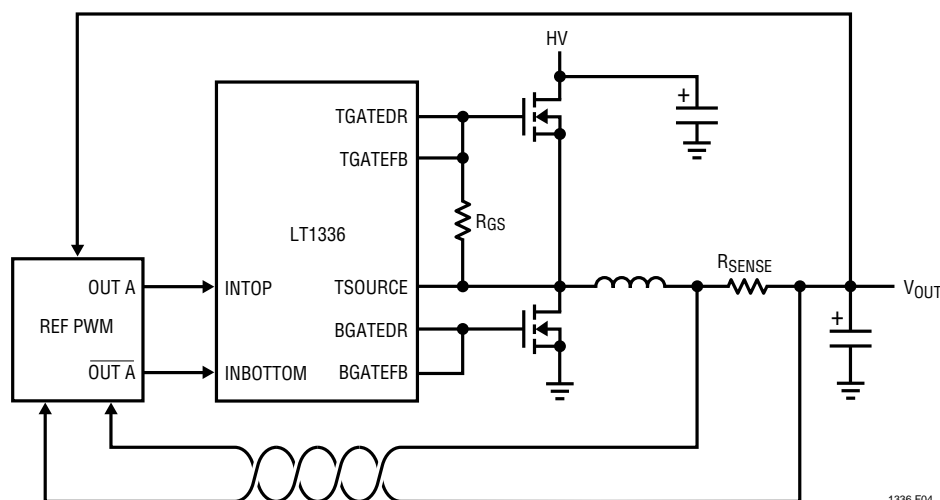 HV
+
TGATEDR
TGATEFB
LT1336
RGS
RSENSE
OUT A
INTOP
TSOURCE
VOUT
REF PWM
BGATEDR
+
OUT A
INBOTTOM
BGATEFB
1336 F04